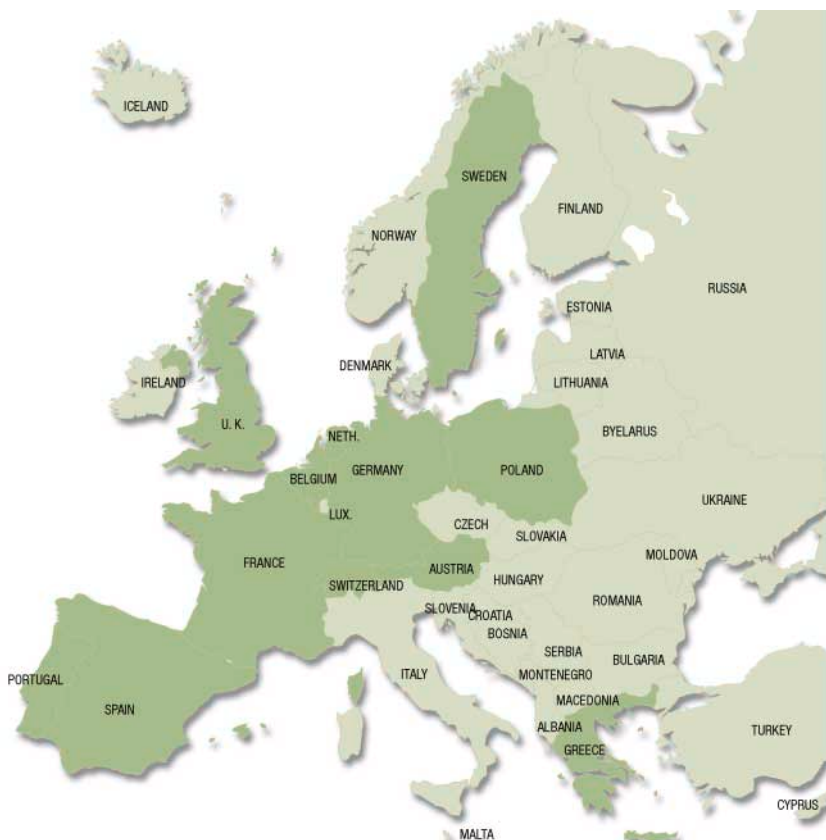 ICELAND
SWEDEN
FINLAND
NORWAY
RUSSIA
ESTONIA
LATVIA
DENMARK
LITHUANIA
IRELAND
U. K.
BYELARUS
NETH.
GERMANY
POLAND
BELGIUM
UKRAINE
LUX.
CZECH
SLOVAKIA
MOLDOVA
FRANCE
AUSTRIA
SWITZERLAND
HUNGARY
ROMANIA
SLOVENIA
CROATIA
BOSNIA
SERBIA
BULGARIA
ITALY
MONTENEGRO
PORTUGAL
MACEDONIA
SPAIN
ALBANIA
TURKEY
GREECE
CYPRUS
MALTA